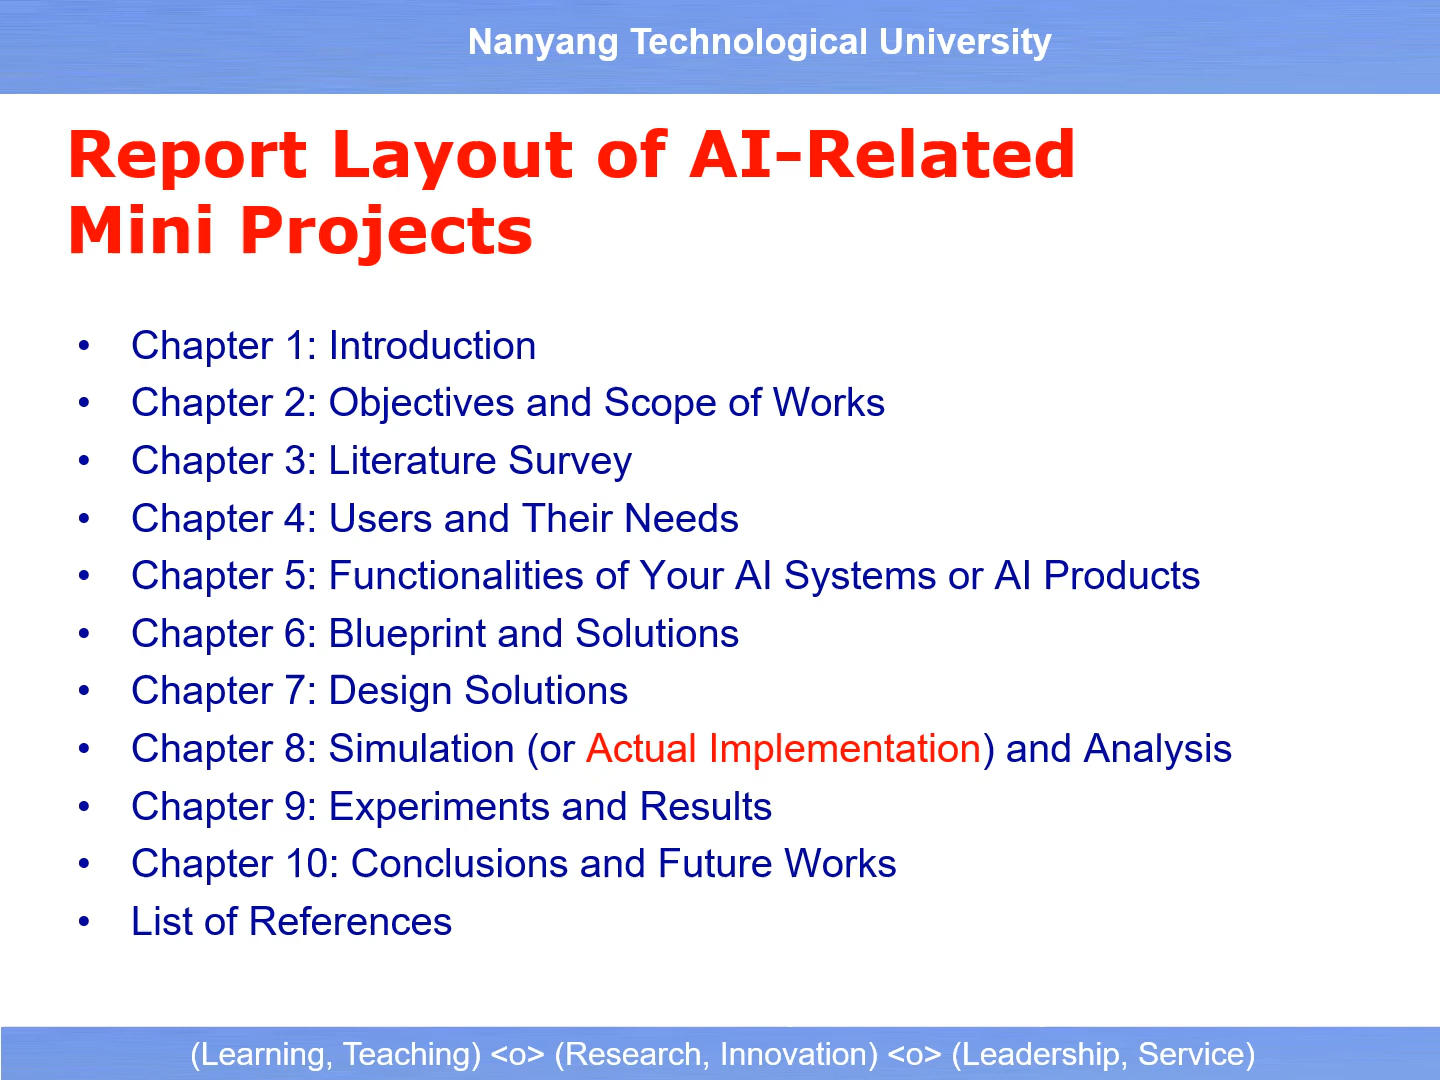 Nanyang Technological University
Report Layout of AI-Related
Mini Projects
• Chapter 1: Introduction
• Chapter 2: Objectives and Scope of Works
• Chapter 3: Literature Survey
• Chapter 4: Users and Their Needs
• Chapter 5: Functionalities of Your AI Systems or AI Products
• Chapter 6: Blueprint and Solutions
• Chapter 7: Design Solutions
• Chapter 8: Simulation (or Actual Implementation) and Analysis
• Chapter 9: Experiments and Results
• Chapter 10: Conclusions and Future Works
• List of References
(Learning, Teaching) <o> (Research, Innovation) <o> (Leadership, Service)